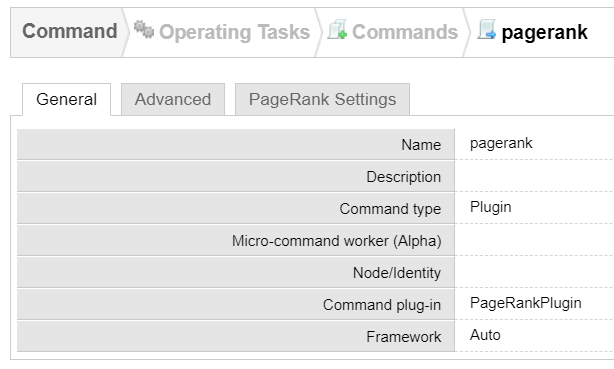 Command Operating Tasks Commands pagerank
General Advanced PageRank Settings
Name pagerank
Description
Command type Plugin
Micro-command worker (Alpha)
Node/Identity
Command plug-in PageRankPlugin
Framework Auto